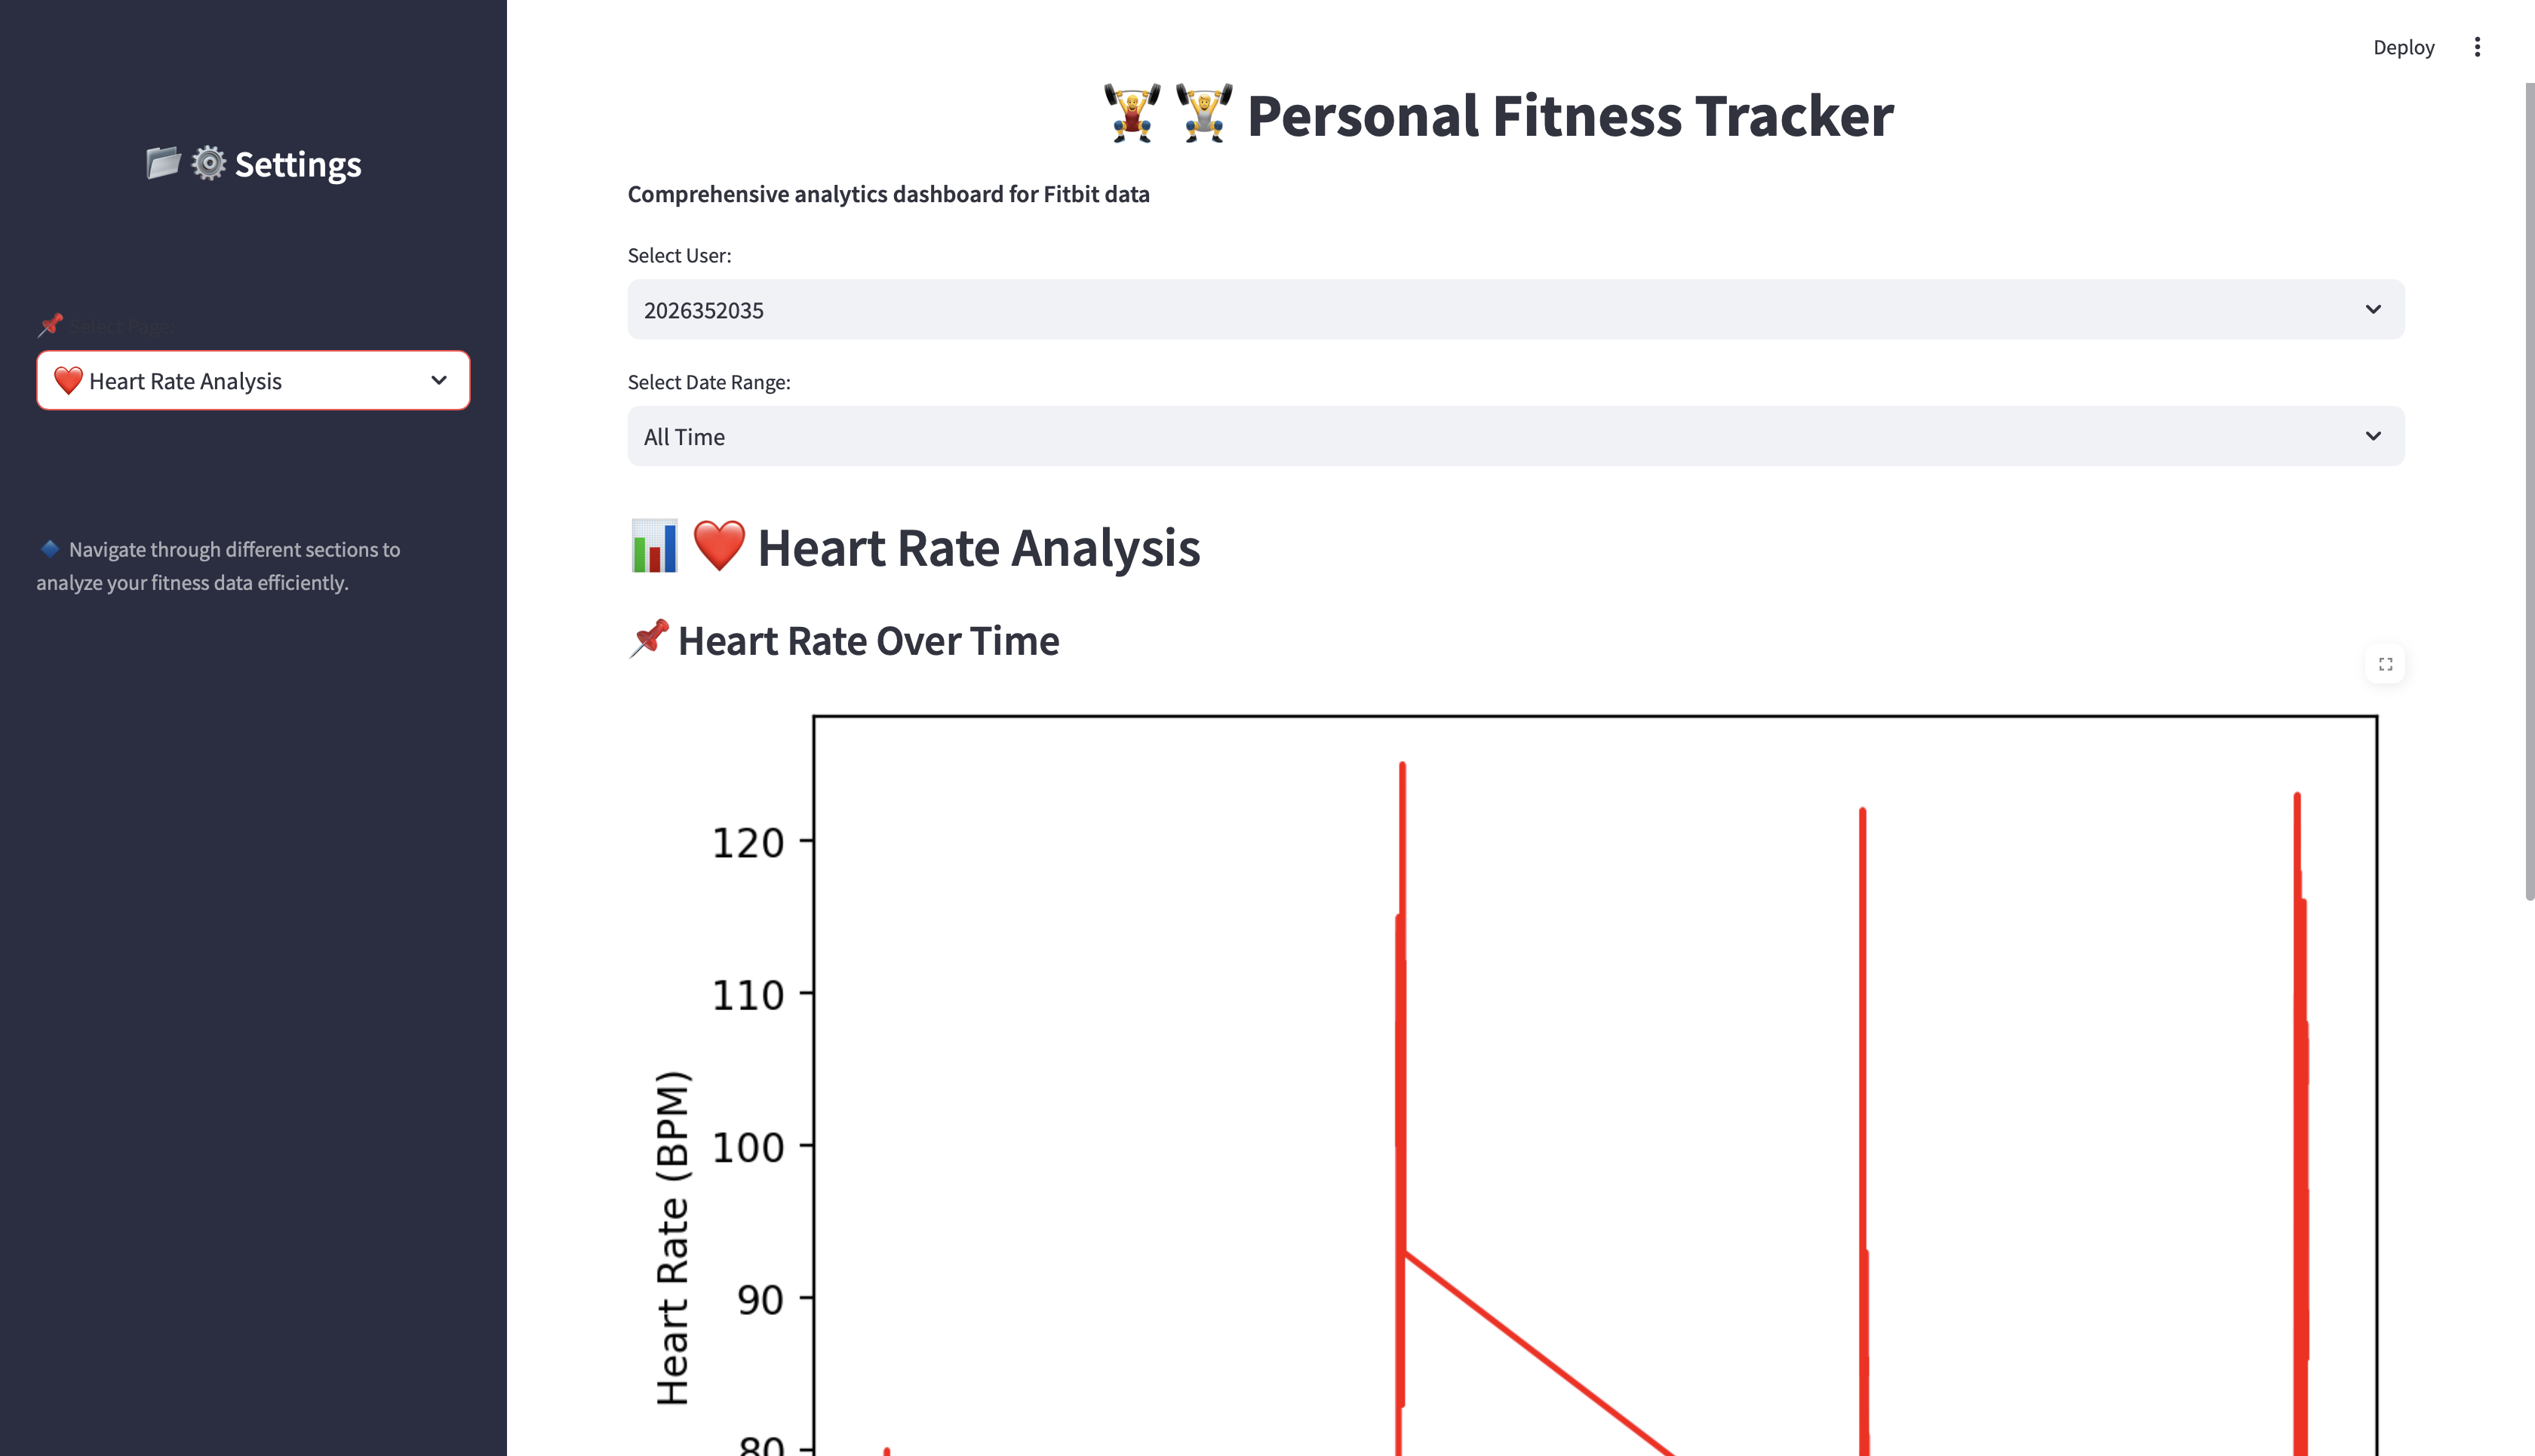 Deploy
Settings
Select Page:
Heart Rate Analysis
Navigate through different sections to
analyze your fitness data efficiently.
Personal Fitness Tracker
Comprehensive analytics dashboard for Fitbit data
Select User:
2026352035
Select Date Range:
All Time
Heart Rate Analysis
Heart Rate Over Time
120
110
100
90
80
Heart Rate (BPM)